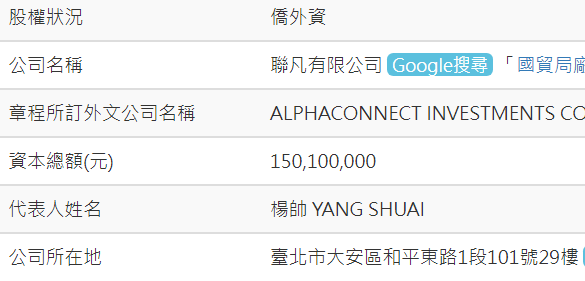 股權狀況 僑外資
公司名稱 聯凡有限公司 Google搜尋 「國貿局廠
章程所訂外文公司名稱 ALPHACONNECT INVESTMENTS CO
資本總額(元) 150,100,000
代表人姓名 楊帥 YANG SHUAI
公司所在地 臺北市大安區和平東路1段101號29樓